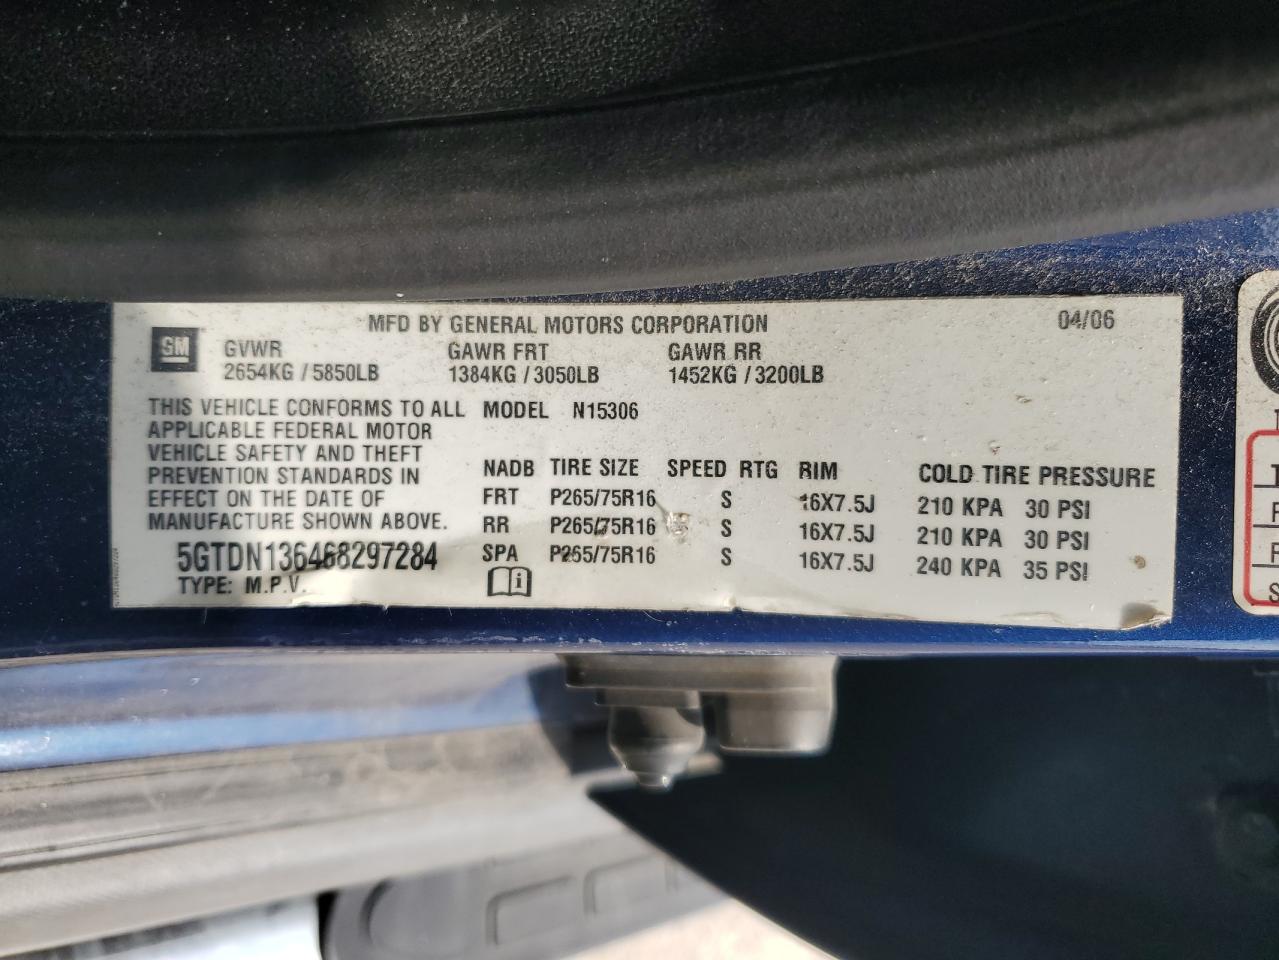 MFD BY GENERAL MOTORS CORPORATION 04/06
GM
GVWR GAWR FRT GAWR RR
2654KG / 5850LB 1384KG / 3050LB 1452KG / 3200LB
THIS VEHICLE CONFORMS TO ALL
APPLICABLE FEDERAL MOTOR
VEHICLE SAFETY AND THEFT
PREVENTION STANDARDS IN
EFFECT ON THE DATE OF
MANUFACTURE SHOWN ABOVE.
5GTDN136468297284
TYPE: M.P.V.
MODEL N15306
NADB TIRE SIZE SPEED RTG RIM COLD TIRE PRESSURE
FRT P265/75R16 S 16X7.5J 210 KPA 30 PSI
RR P265/75R16 S 16X7.5J 210 KPA 30 PSI
SPA P265/75R16 S 16X7.5J 240 KPA 35 PSI